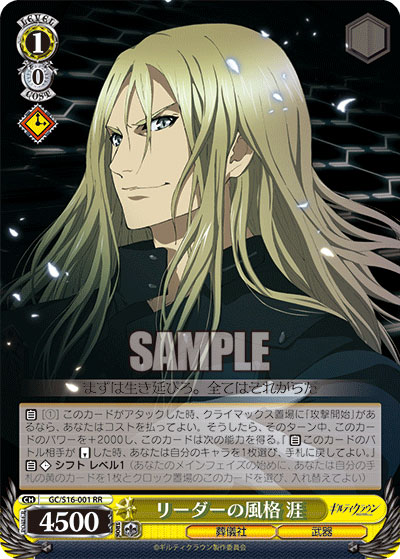 LEVEL
1
0
COST
SAMPLE
まずは生き延びろ。全てはそれからだ
【自】[①] このカードがアタックした時、クライマックス置場に「攻撃開始」があ
るなら、あなたはコストを払ってよい。そうしたら、そのターン中、このカー
ドのパワーを+2000し、このカードは次の能力を得る。『【自】このカードのバ
トル相手が【リバース】した時、あなたは自分のキャラを1枚選び、手札に戻してよい。』
【自】シフト レベル1 (あなたのメインフェイズの始めに、あなたは自分の手
札の黄のカードを1枚とクロック置場のこのカードを選び、入れ替えてよい)
CH GC/S16-001 RR
4500
リーダーの風格 涯
ギルティクラウン
葬儀社
武器
©ギルティクラウン製作委員会